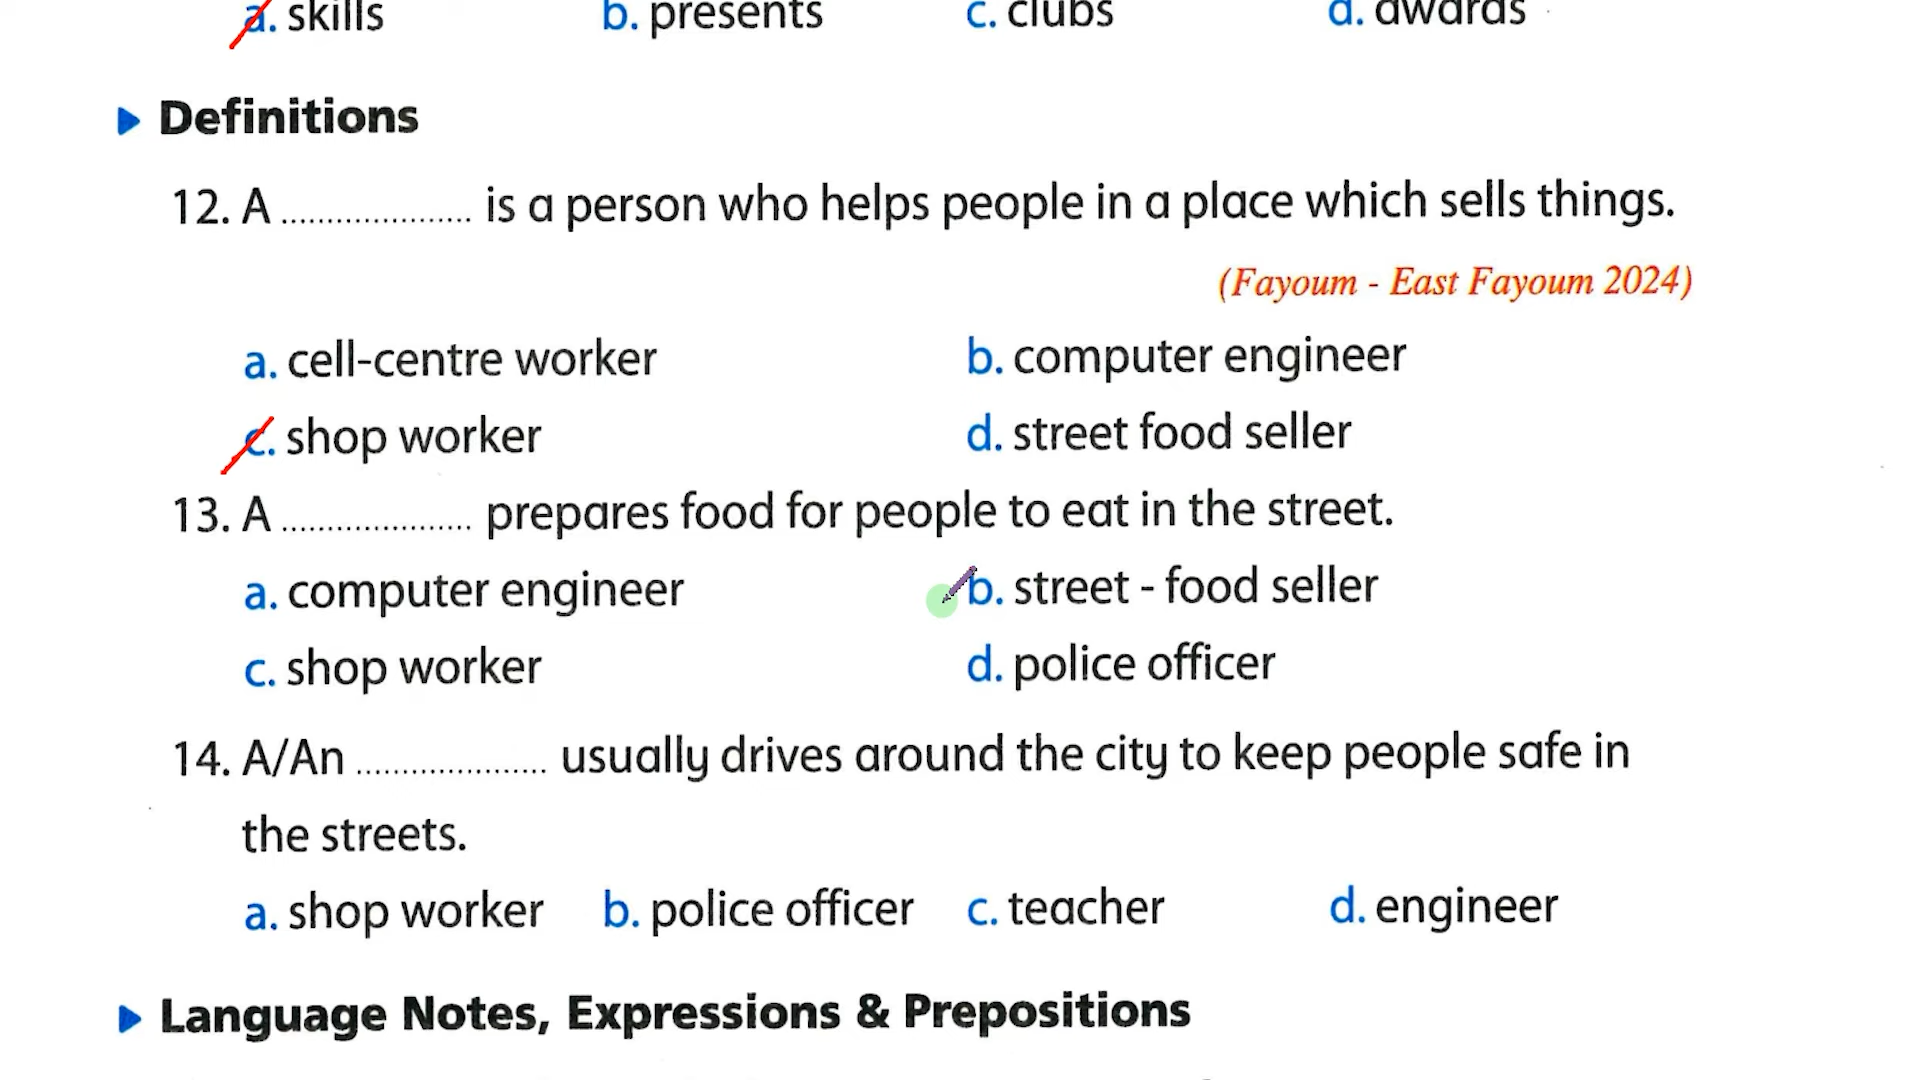 a. skills b. presents c. clubs d. awards
Definitions
12. A .................... is a person who helps people in a place which sells things.
(Fayoum - East Fayoum 2024)
a. cell-centre worker b. computer engineer
c. shop worker d. street food seller
13. A .................... prepares food for people to eat in the street.
a. computer engineer b. street - food seller
c. shop worker d. police officer
14. A/An .................... usually drives around the city to keep people safe in
the streets.
a. shop worker b. police officer c. teacher d. engineer
Language Notes, Expressions & Prepositions